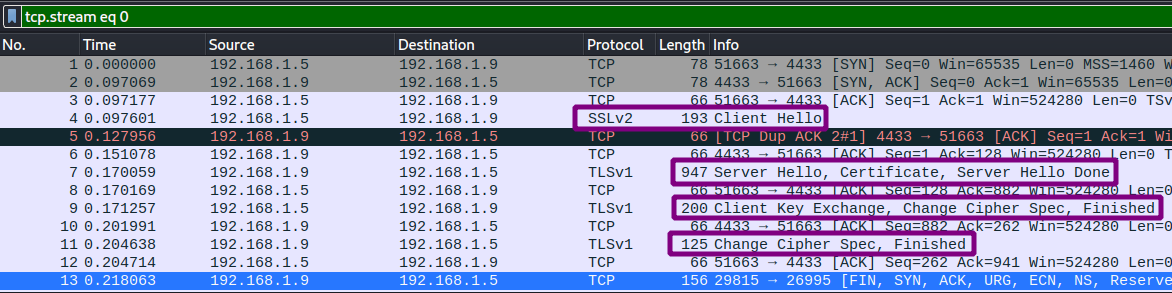 tcp.stream eq 0
No. Time Source Destination Protocol Length Info
1 0.000000 192.168.1.5 192.168.1.9 TCP 78 51663 → 4433 [SYN] Seq=0 Win=65535 Len=0 MSS=1460 W
2 0.097069 192.168.1.9 192.168.1.5 TCP 78 4433 → 51663 [SYN, ACK] Seq=0 Ack=1 Win=65535 Len=0
3 0.097177 192.168.1.5 192.168.1.9 TCP 66 51663 → 4433 [ACK] Seq=1 Ack=1 Win=524280 Len=0 TSv
4 0.097601 192.168.1.5 192.168.1.9 SSLv2 193 Client Hello
5 0.127956 192.168.1.9 192.168.1.5 TCP 66 [TCP Dup ACK 2#1] 4433 → 51663 [ACK] Seq=1 Ack=1 Win
6 0.151078 192.168.1.9 192.168.1.5 TCP 66 4433 → 51663 [ACK] Seq=1 Ack=128 Win=524280 Len=0 T
7 0.170059 192.168.1.9 192.168.1.5 TLSv1 947 Server Hello, Certificate, Server Hello Done
8 0.170169 192.168.1.5 192.168.1.9 TCP 66 51663 → 4433 [ACK] Seq=128 Ack=882 Win=524280 Len=0
9 0.171257 192.168.1.5 192.168.1.9 TLSv1 200 Client Key Exchange, Change Cipher Spec, Finished
10 0.201991 192.168.1.9 192.168.1.5 TCP 66 4433 → 51663 [ACK] Seq=882 Ack=262 Win=524280 Len=0
11 0.204638 192.168.1.9 192.168.1.5 TLSv1 125 Change Cipher Spec, Finished
12 0.204714 192.168.1.5 192.168.1.9 TCP 66 51663 → 4433 [ACK] Seq=262 Ack=941 Win=524280 Len=0
13 0.218063 192.168.1.9 192.168.1.5 TCP 156 29815 → 26995 [FIN, SYN, ACK, URG, ECN, NS, Reserve